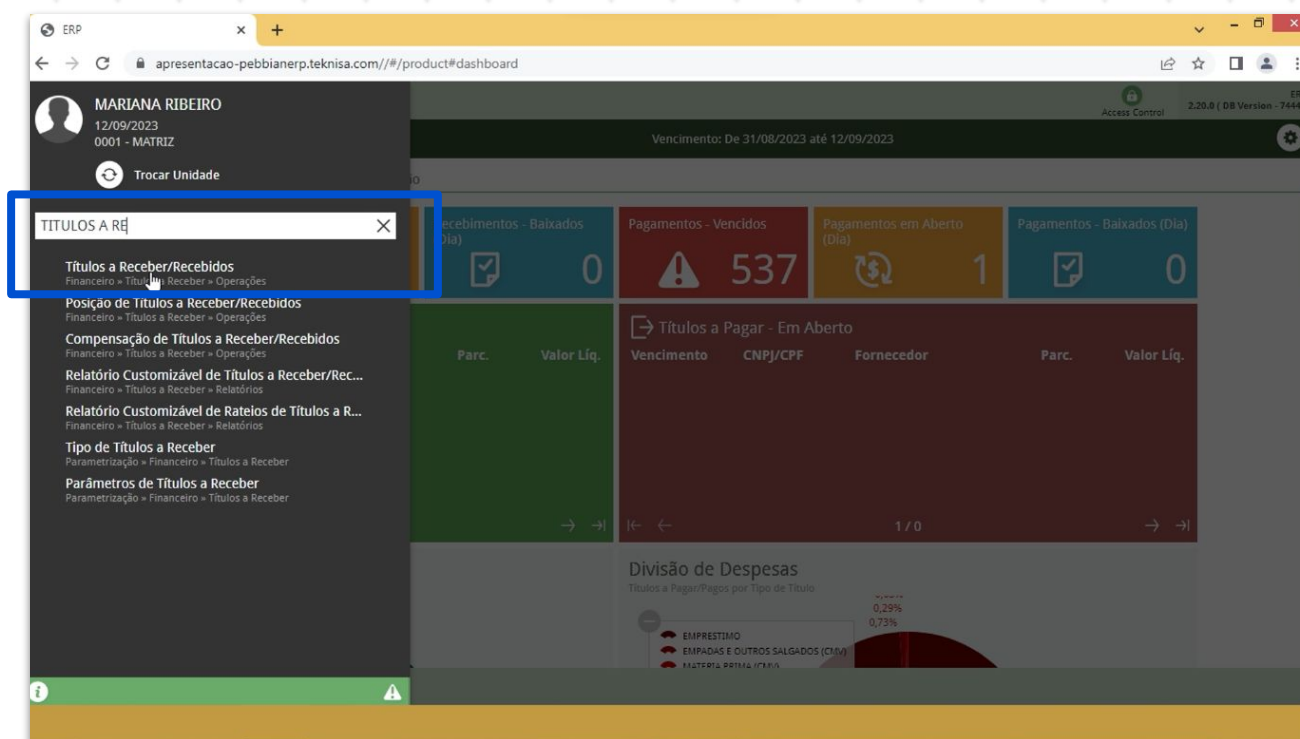 ERP
apresentacao-pebbianerp.teknisa.com//#/product#dashboard
MARIANA RIBEIRO
12/09/2023
0001 - MATRIZ
Trocar Unidade
Access Control
2.20.0 ( DB Version - 7444
Vencimento: De 31/08/2023 até 12/09/2023
TITULOS A RE
Títulos a Receber/Recebidos
Financeiro » Títulos a Receber » Operações
Posição de Títulos a Receber/Recebidos
Financeiro » Títulos a Receber » Operações
Compensação de Títulos a Receber/Recebidos
Financeiro » Títulos a Receber » Operações
Relatório Customizável de Títulos a Receber/Rec...
Financeiro » Títulos a Receber » Relatórios
Relatório Customizável de Rateios de Títulos a R...
Financeiro » Títulos a Receber » Relatórios
Tipo de Títulos a Receber
Parametrização » Financeiro » Títulos a Receber
Parâmetros de Títulos a Receber
Parametrização » Financeiro » Títulos a Receber
ecebimentos - Baixados
Dia)
0
Pagamentos - Vencidos
537
Pagamentos em Aberto
(Dia)
1
Pagamentos - Baixados (Dia)
0
Parc. Valor Líq.
Títulos a Pagar - Em Aberto
Vencimento CNPJ/CPF Fornecedor Parc. Valor Líq.
1 / 0
Divisão de Despesas
Títulos a Pagar/Pagos por Tipo de Título
0,29%
0,73%
EMPRESTIMO
EMPADAS E OUTROS SALGADOS (CMV)
MATERIA PRIMA (CMV)